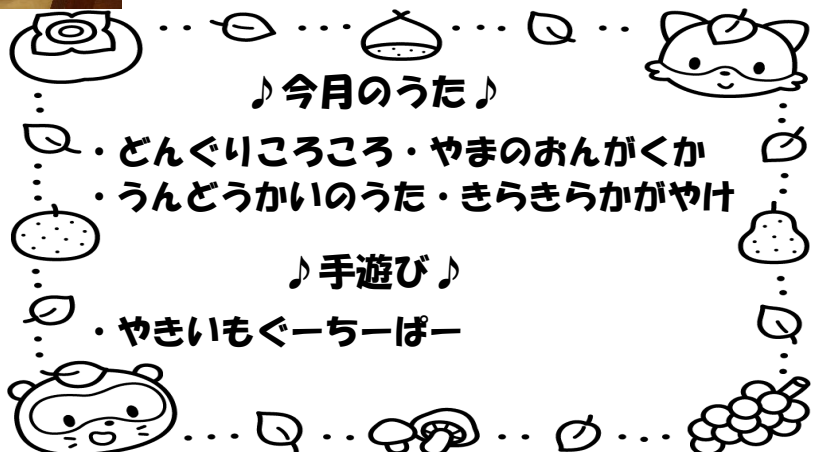 ♪今月のうた♪
・どんぐりころころ・やまのおんがくか
・うんどうかいのうた・きらきらかがやけ
♪手遊び♪
・やきいもぐーちーぱー